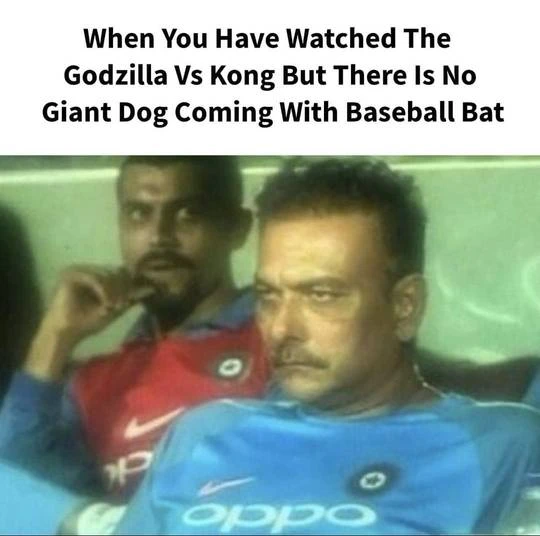 When You Have Watched The
Godzilla Vs Kong But There Is No
Giant Dog Coming With Baseball Bat
oppo